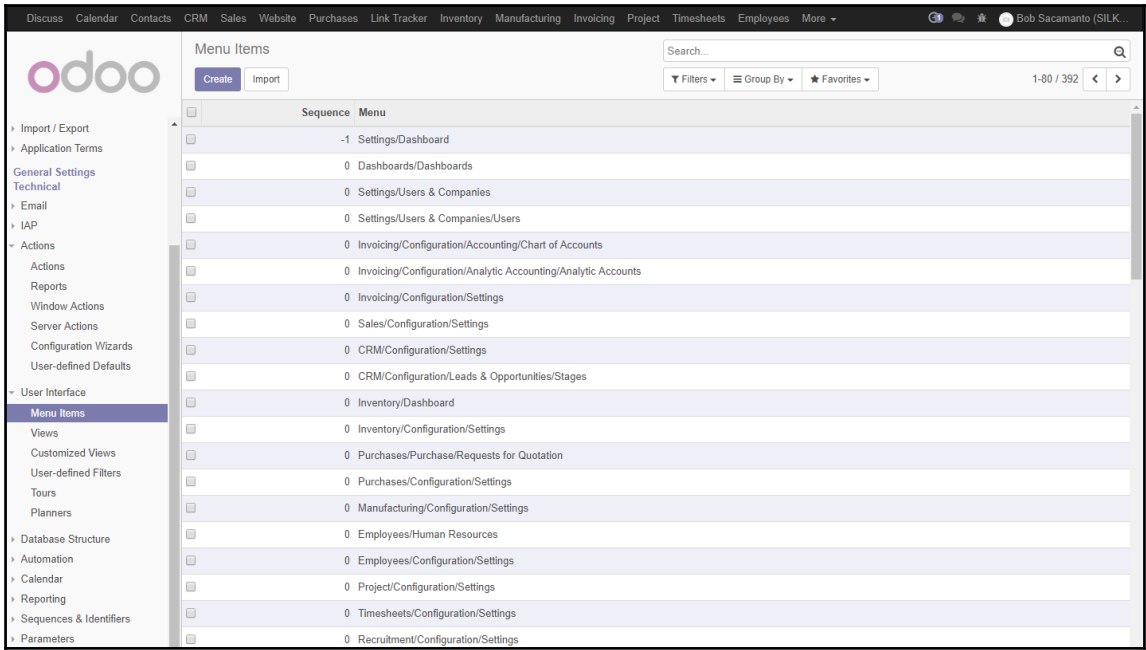 Discuss Calendar Contacts CRM Sales Website Purchases Link Tracker Inventory Manufacturing Invoicing Project Timesheets Employees More 1 Bob Sacamanto (SILK...
odoo
Import / Export
Application Terms
General Settings
Technical
Email
IAP
Actions
Actions
Reports
Window Actions
Server Actions
Configuration Wizards
User-defined Defaults
User Interface
Menu Items
Views
Customized Views
User-defined Filters
Tours
Planners
Database Structure
Automation
Calendar
Reporting
Sequences & Identifiers
Parameters
Menu Items
Search...
Create Import
Filters Group By Favorites 1-80 / 392
Sequence Menu
-1 Settings/Dashboard
0 Dashboards/Dashboards
0 Settings/Users & Companies
0 Settings/Users & Companies/Users
0 Invoicing/Configuration/Accounting/Chart of Accounts
0 Invoicing/Configuration/Analytic Accounting/Analytic Accounts
0 Invoicing/Configuration/Settings
0 Sales/Configuration/Settings
0 CRM/Configuration/Settings
0 CRM/Configuration/Leads & Opportunities/Stages
0 Inventory/Dashboard
0 Inventory/Configuration/Settings
0 Purchases/Purchase/Requests for Quotation
0 Purchases/Configuration/Settings
0 Manufacturing/Configuration/Settings
0 Employees/Human Resources
0 Employees/Configuration/Settings
0 Project/Configuration/Settings
0 Timesheets/Configuration/Settings
0 Recruitment/Configuration/Settings